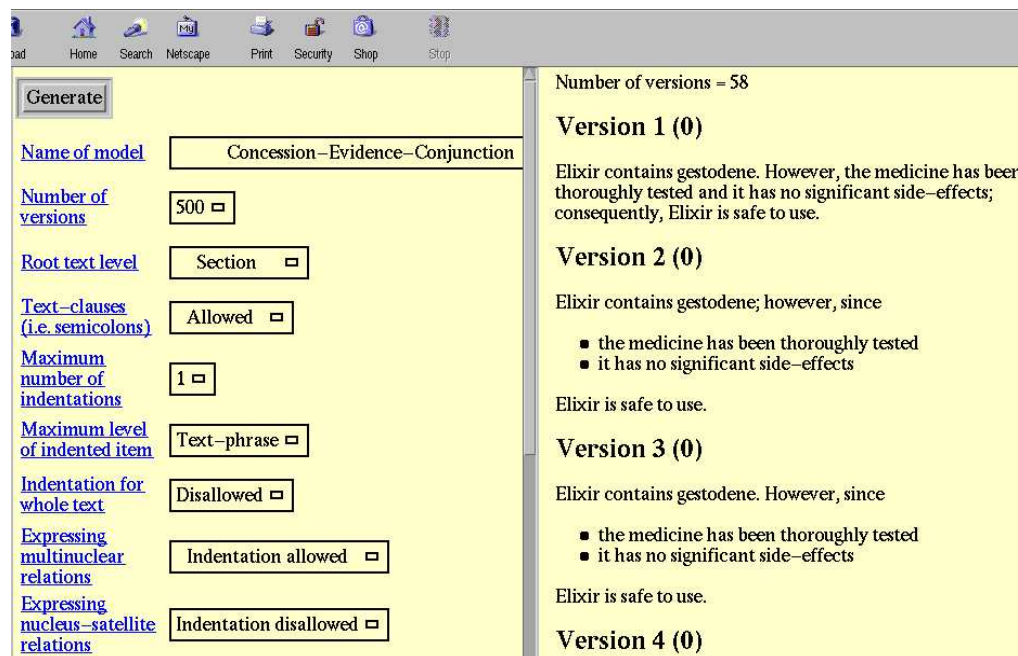 oad Home Search Netscape Print Security Shop Stop
Generate
Name of model Concession−Evidence−Conjunction
Number of
versions 500
Root text level Section
Text−clauses
(i.e. semicolons) Allowed
Maximum
number of
indentations 1
Maximum level
of indented item Text−phrase
Indentation for
whole text Disallowed
Expressing
multinuclear
relations Indentation allowed
Expressing
nucleus−satellite
relations Indentation disallowed
Number of versions = 58
Version 1 (0)
Elixir contains gestodene. However, the medicine has been
thoroughly tested and it has no significant side−effects;
consequently, Elixir is safe to use.
Version 2 (0)
Elixir contains gestodene; however, since
the medicine has been thoroughly tested
it has no significant side−effects
Elixir is safe to use.
Version 3 (0)
Elixir contains gestodene. However, since
the medicine has been thoroughly tested
it has no significant side−effects
Elixir is safe to use.
Version 4 (0)